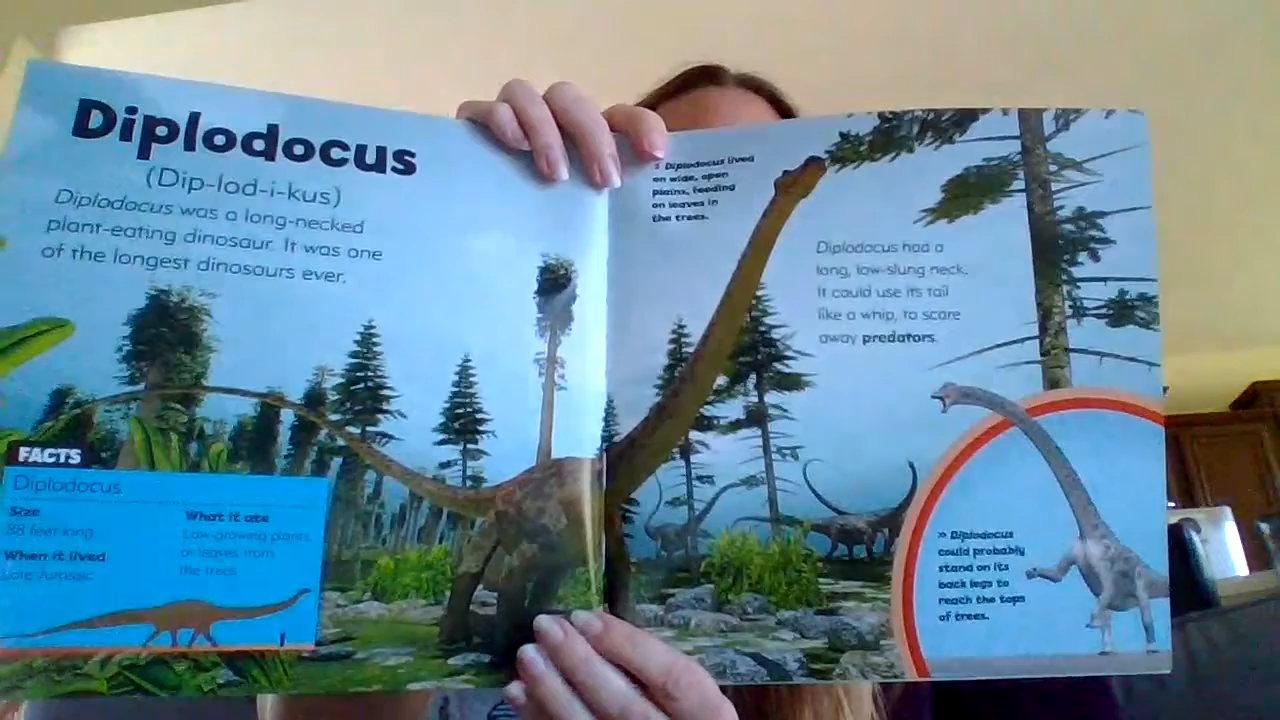 Diplodocus
(Dip-lod-i-kus)
Diplodocus was a long-necked
plant-eating dinosaur. It was one
of the longest dinosaurs ever.
FACTS
Diplodocus
Size
88 feet long
When it lived
Late Jurassic
What it ate
Low-growing plants,
or leaves from
the trees
» Diplodocus lived
on wide, open
plains, feeding
on leaves in
the trees.
Diplodocus had a
long, low-slung neck.
It could use its tail
like a whip, to scare
away predators.
» Diplodocus
could probably
stand on its
back legs to
reach the tops
of trees.